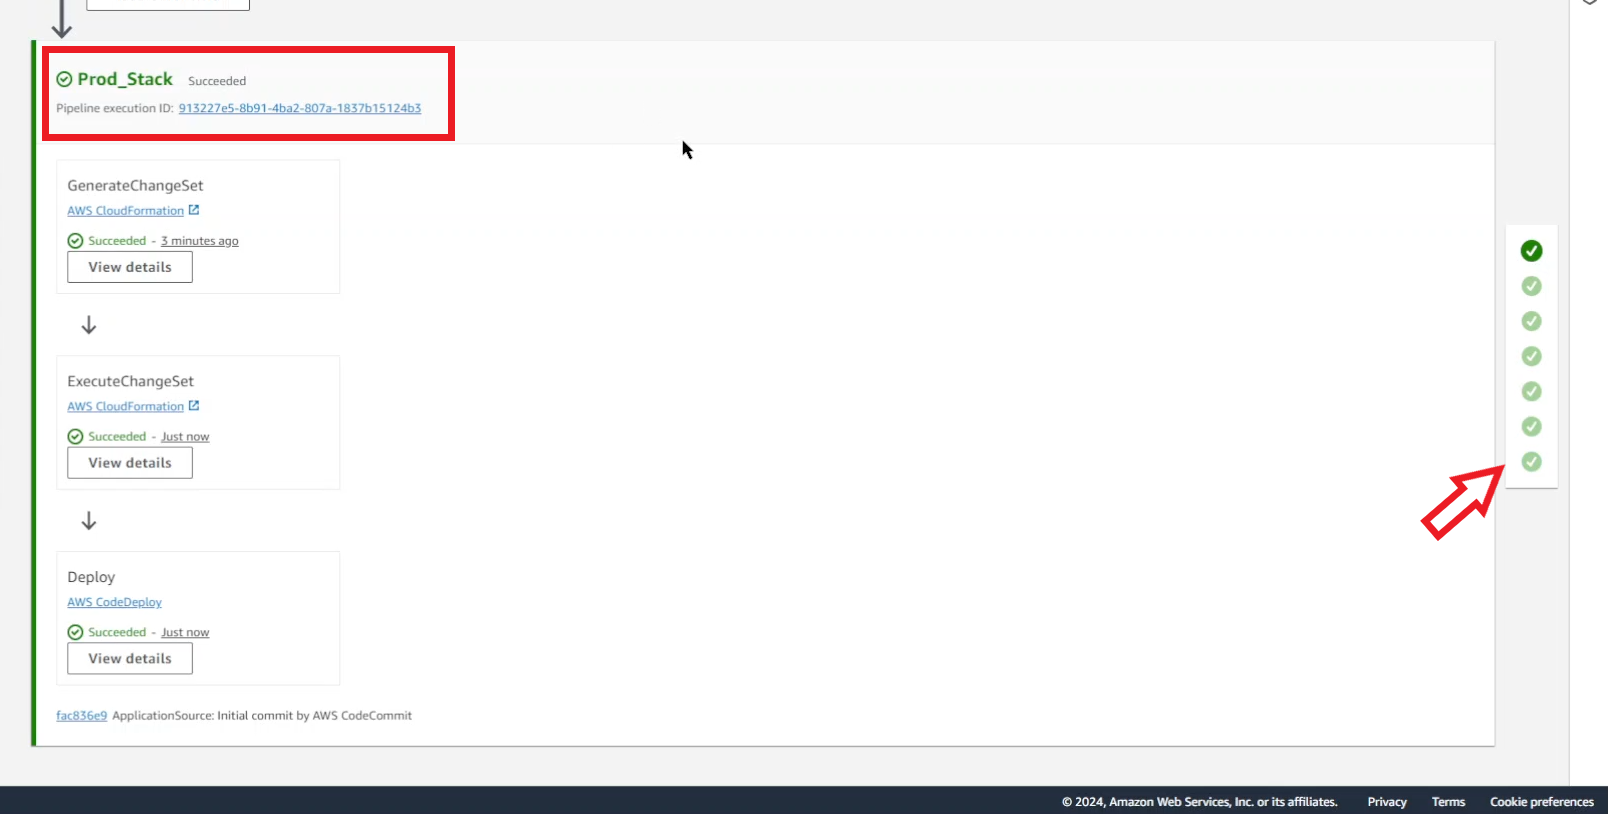 Prod_Stack Succeeded
Pipeline execution ID: 913227e5-8b91-4ba2-807a-1837b15124b3
GenerateChangeSet
AWS CloudFormation
Succeeded - 3 minutes ago
View details
ExecuteChangeSet
AWS CloudFormation
Succeeded - Just now
View details
Deploy
AWS CodeDeploy
Succeeded - Just now
View details
fac836e9 ApplicationSource: Initial commit by AWS CodeCommit
© 2024, Amazon Web Services, Inc. or its affiliates. Privacy Terms Cookie preferences